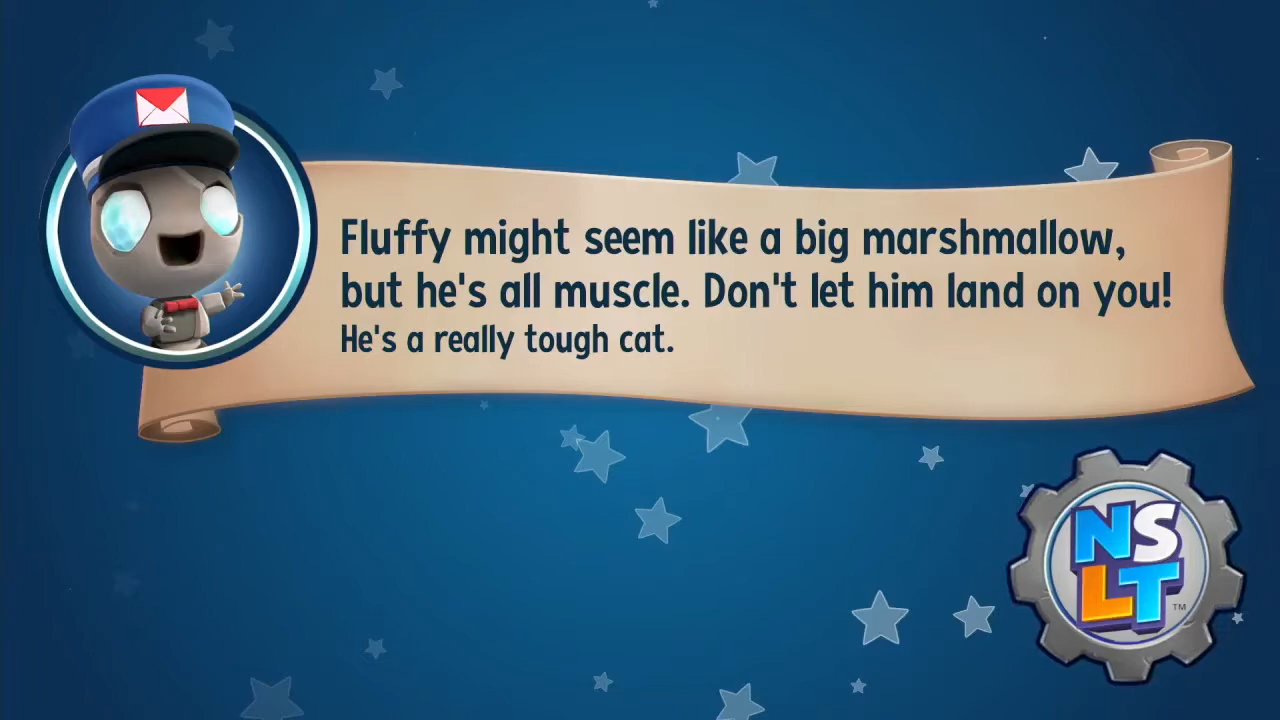 Fluffy might seem like a big marshmallow,
but he's all muscle. Don't let him land on you!
He's a really tough cat.
NS
LT
TM